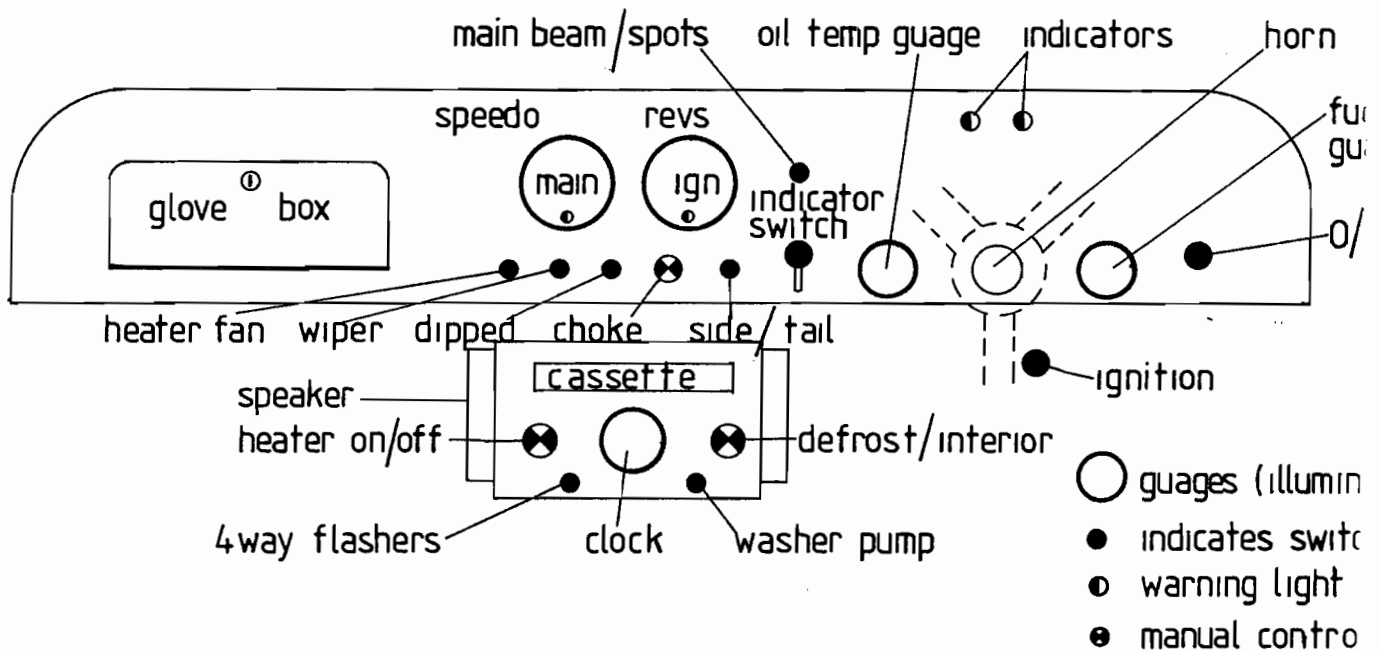 main beam/spots oil temp guage indicators horn
speedo revs
main ign
glove box
indicator
switch
heater fan wiper dipped choke side / tail
cassette
ignition
speaker
heater on/off defrost/interior
4way flashers clock washer pump
guages (illumin
indicates switc
warning light
manual contro